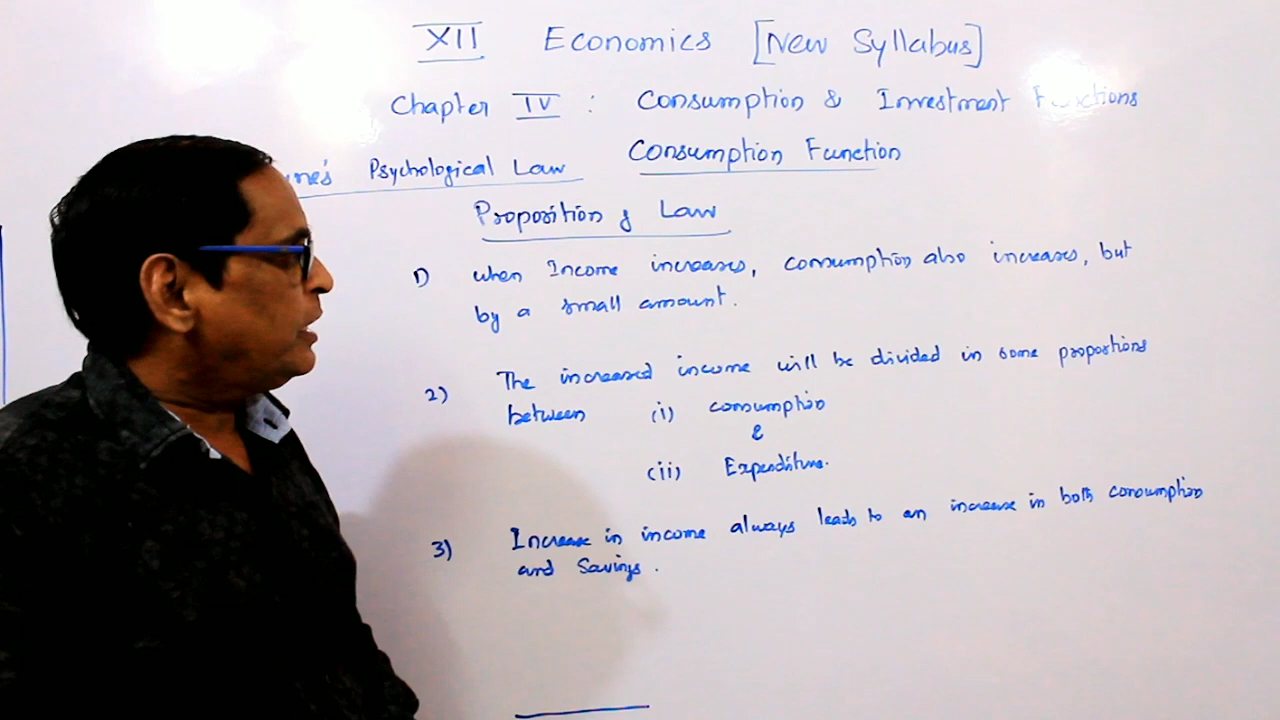 XII Economics [New Syllabus]
Chapter IV : Consumption & Investment Functions
Psychological Law
Consumption Function
Proposition of Law
1) when Income increases, consumption also increases, but
by a small amount.
2) The increased income will be divided in some proportions
between (i) consumption
&
(ii) Expenditure.
3) Increase in income always leads to an increase in both consumption
and Savings.